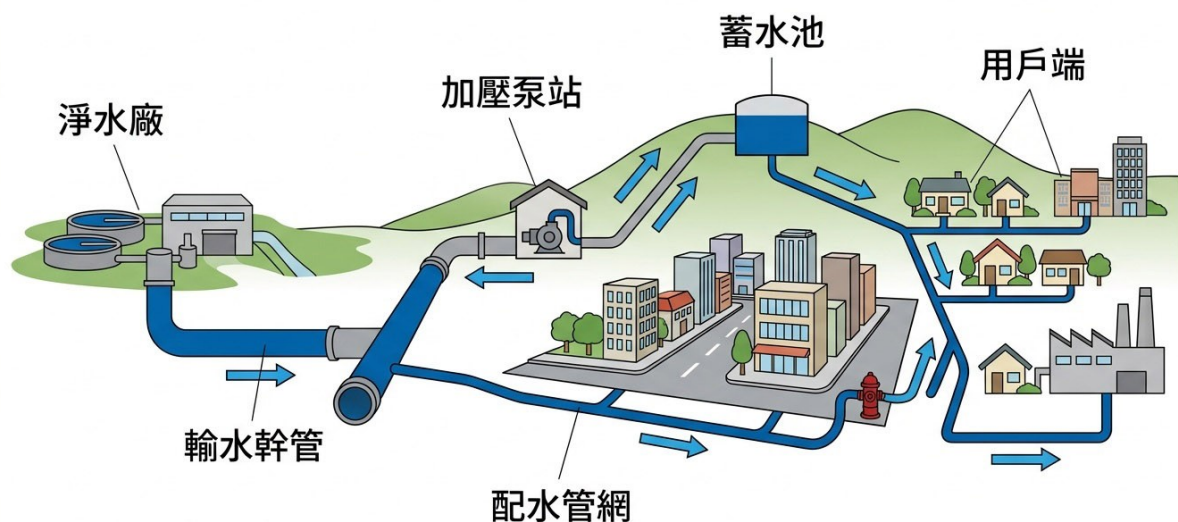 蓄水池
用戶端
加壓泵站
淨水廠
輸水幹管
配水管網